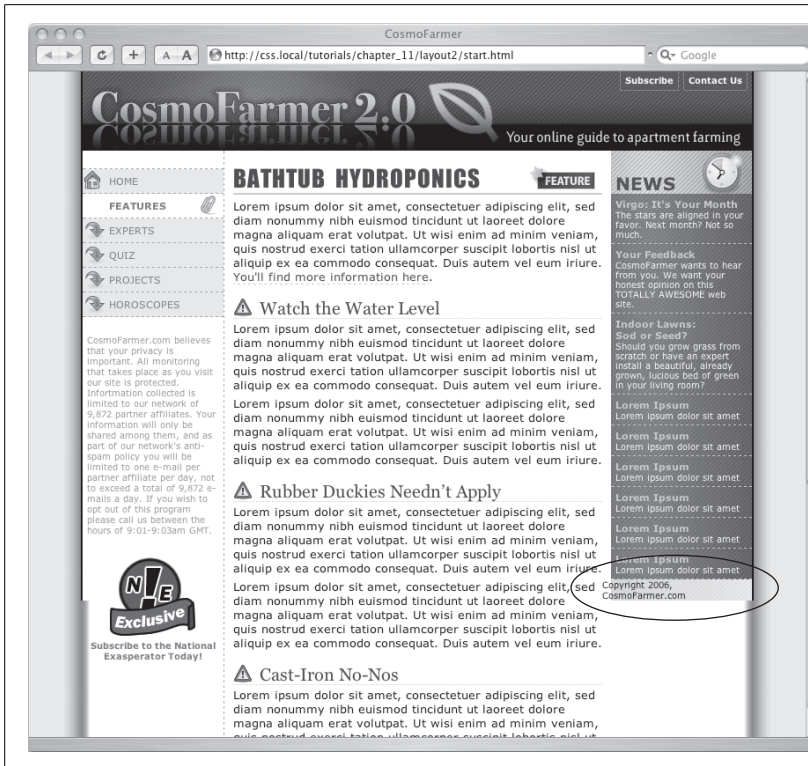 CosmoFarmer
A A
http://css.local/tutorials/chapter_11/layout2/start.html
Google
Subscribe
Contact Us
CosmoFarmer 2.0
Your online guide to apartment farming
HOME
FEATURES
EXPERTS
QUIZ
PROJECTS
HOROSCOPES
CosmoFarmer.com believes
that your privacy is
important. All monitoring
that takes place as you visit
our site is protected.
Information collected is
limited to our network of
9,872 partner affiliates. Your
information will only be
shared among them, and as
part of our network's anti-
spam policy you will be
limited to one e-mail per
partner affiliate per day, not
to exceed a total of 9,872 e-
mails a day. If you wish to
opt out of this program
please call us between the
hours of 9:01-9:03am GMT.
N!E
Exclusive
Subscribe to the National
Exasperator Today!
BATHTUB HYDROPONICS
FEATURE
Lorem ipsum dolor sit amet, consectetuer adipiscing elit, sed
diam nonummy nibh euismod tincidunt ut laoreet dolore
magna aliquam erat volutpat. Ut wisi enim ad minim veniam,
quis nostrud exerci tation ullamcorper suscipit lobortis nisl ut
aliquip ex ea commodo consequat. Duis autem vel eum iriure.
You'll find more information here.
Watch the Water Level
Lorem ipsum dolor sit amet, consectetuer adipiscing elit, sed
diam nonummy nibh euismod tincidunt ut laoreet dolore
magna aliquam erat volutpat. Ut wisi enim ad minim veniam,
quis nostrud exerci tation ullamcorper suscipit lobortis nisl ut
aliquip ex ea commodo consequat. Duis autem vel eum iriure.
Lorem ipsum dolor sit amet, consectetuer adipiscing elit, sed
diam nonummy nibh euismod tincidunt ut laoreet dolore
magna aliquam erat volutpat. Ut wisi enim ad minim veniam,
quis nostrud exerci tation ullamcorper suscipit lobortis nisl ut
aliquip ex ea commodo consequat. Duis autem vel eum iriure.
Rubber Duckies Needn't Apply
Lorem ipsum dolor sit amet, consectetuer adipiscing elit, sed
diam nonummy nibh euismod tincidunt ut laoreet dolore
magna aliquam erat volutpat. Ut wisi enim ad minim veniam,
quis nostrud exerci tation ullamcorper suscipit lobortis nisl ut
aliquip ex ea commodo consequat. Duis autem vel eum iriure.
Lorem ipsum dolor sit amet, consectetuer adipiscing elit, sed
diam nonummy nibh euismod tincidunt ut laoreet dolore
magna aliquam erat volutpat. Ut wisi enim ad minim veniam,
quis nostrud exerci tation ullamcorper suscipit lobortis nisl ut
aliquip ex ea commodo consequat. Duis autem vel eum iriure.
Cast-Iron No-Nos
Lorem ipsum dolor sit amet, consectetuer adipiscing elit, sed
diam nonummy nibh euismod tincidunt ut laoreet dolore
magna aliquam erat volutpat. Ut wisi enim ad minim veniam,
quis nostrud exerci tation ullamcorper suscipit lobortis nisl ut
NEWS
Virgo: It's Your Month
The stars are aligned in your
favor. Next month? Not so
much.
Your Feedback
CosmoFarmer wants to hear
from you. We want your
honest opinion on this
TOTALLY AWESOME web
site.
Indoor Lawns:
Sod or Seed?
Should you grow grass from
scratch or have an expert
install a beautiful, already
grown, lucious bed of green
in your living room?
Lorem Ipsum
Lorem ipsum dolor sit amet
Lorem Ipsum
Lorem ipsum dolor sit amet
Lorem Ipsum
Lorem ipsum dolor sit amet
Lorem Ipsum
Lorem ipsum dolor sit amet
Lorem Ipsum
Lorem ipsum dolor sit amet
Lorem Ipsum
Lorem ipsum dolor sit amet
Copyright 2006,
CosmoFarmer.com